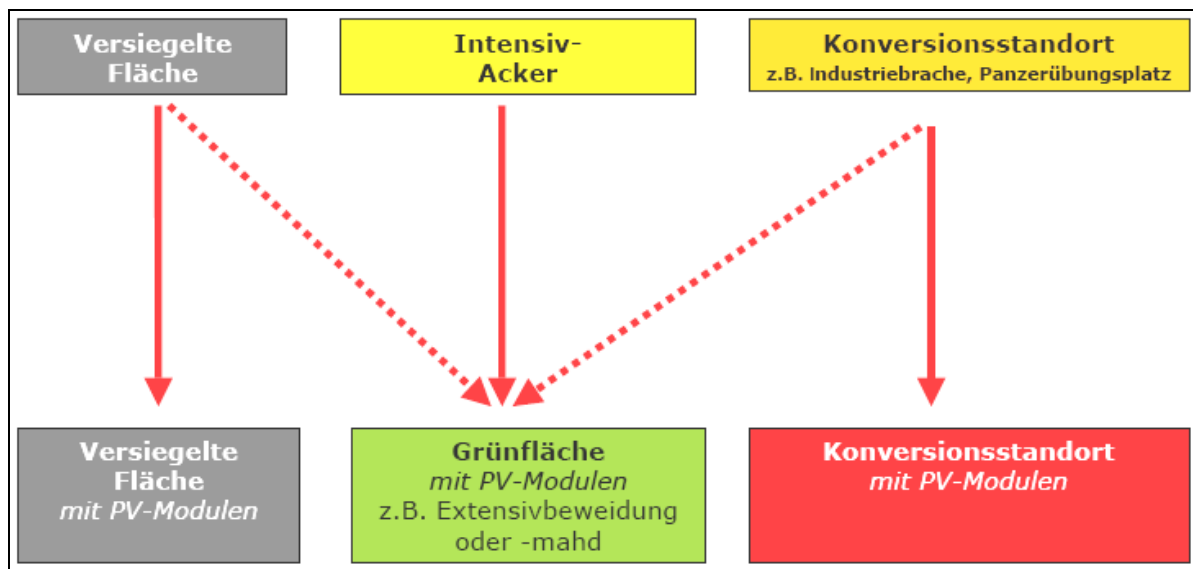 Versiegelte
Fläche
Intensiv-
Acker
Konversionsstandort
z.B. Industriebrache, Panzerübungsplatz
Versiegelte
Fläche
mit PV-Modulen
Grünfläche
mit PV-Modulen
z.B. Extensivbeweidung
oder -mahd
Konversionsstandort
mit PV-Modulen